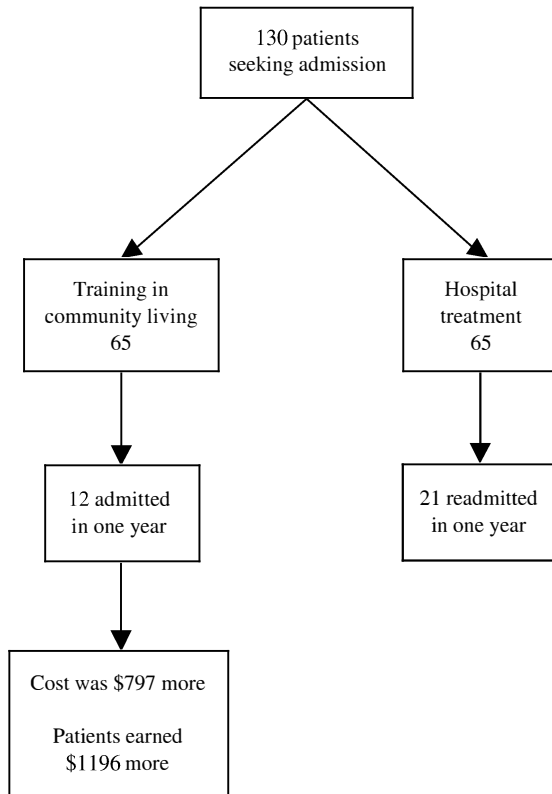 130 patients
seeking admission
Training in
community living
65
Hospital
treatment
65
12 admitted
in one year
21 readmitted
in one year
Cost was $797 more
Patients earned
$1196 more